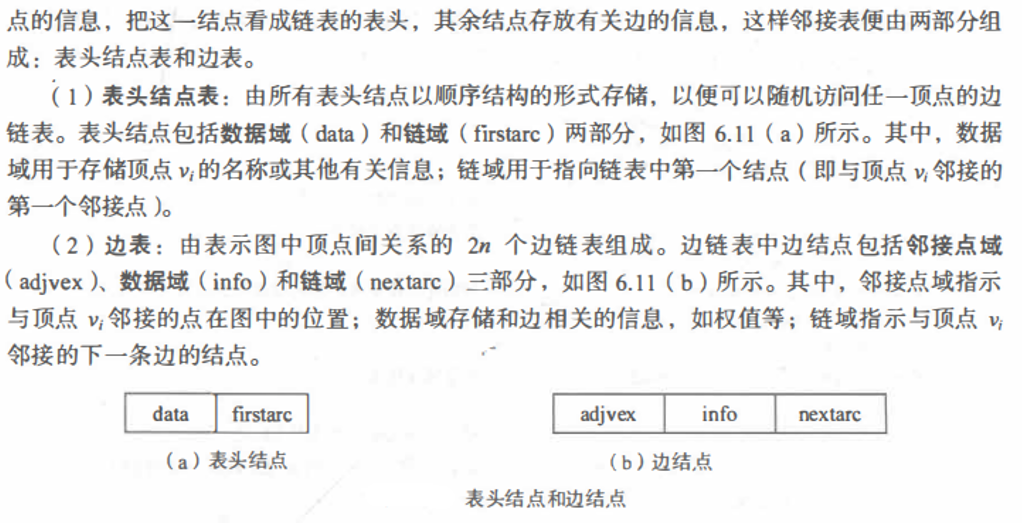 点的信息，把这一结点看成链表的表头，其余结点存放有关边的信息，这样邻接表便由两部分组
成：表头结点表和边表。
（1）表头结点表：由所有表头结点以顺序结构的形式存储，以便可以随机访问任一顶点的边
链表。表头结点包括数据域（data）和链域（firstarc）两部分，如图 6.11（a）所示。其中，数据
域用于存储顶点 vi 的名称或其他有关信息；链域用于指向链表中第一个结点（即与顶点 vi 邻接的
第一个邻接点）。
（2）边表：由表示图中顶点间关系的 2n 个边链表组成。边链表中边结点包括邻接点域
（adjvex）、数据域（info）和链域（nextarc）三部分，如图 6.11（b）所示。其中，邻接点域指示
与顶点 vi 邻接的点在图中的位置；数据域存储和边相关的信息，如权值等；链域指示与顶点 vi
邻接的下一条边的结点。
data firstarc
adjvex info nextarc
（a）表头结点
（b）边结点
表头结点和边结点